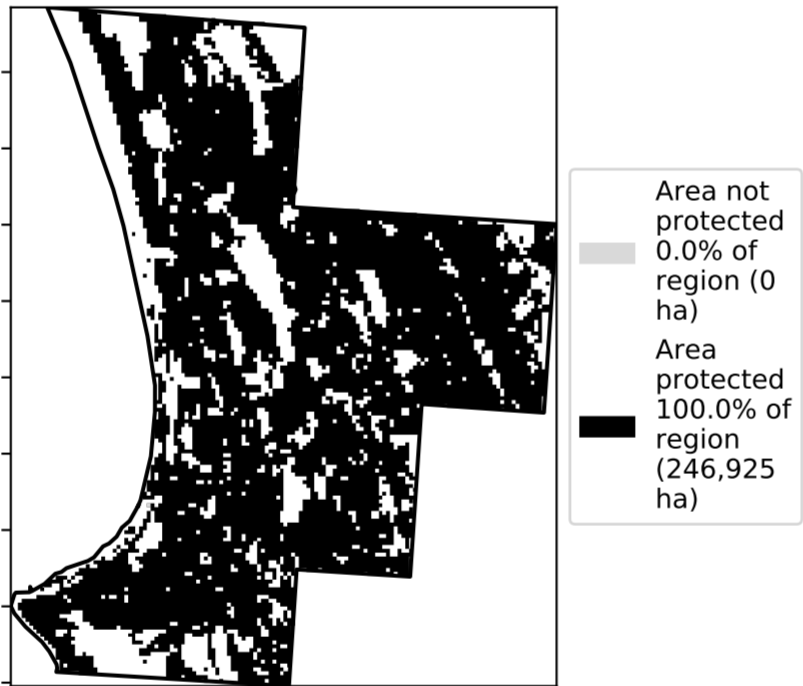 Area not
protected
0.0% of
region (0
ha)
Area
protected
100.0% of
region
(246,925
ha)